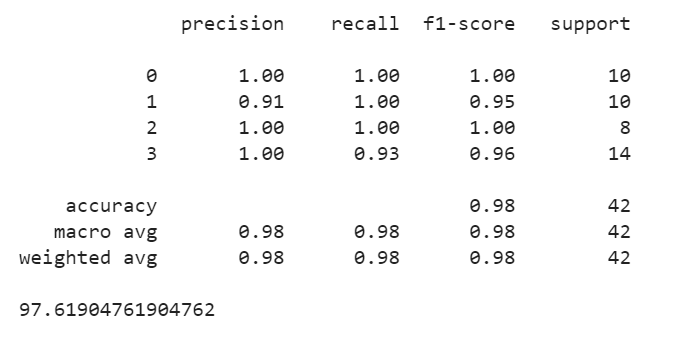 precision recall f1-score support
0 1.00 1.00 1.00 10
1 0.91 1.00 0.95 10
2 1.00 1.00 1.00 8
3 1.00 0.93 0.96 14
accuracy 0.98 42
macro avg 0.98 0.98 0.98 42
weighted avg 0.98 0.98 0.98 42
97.61904761904762